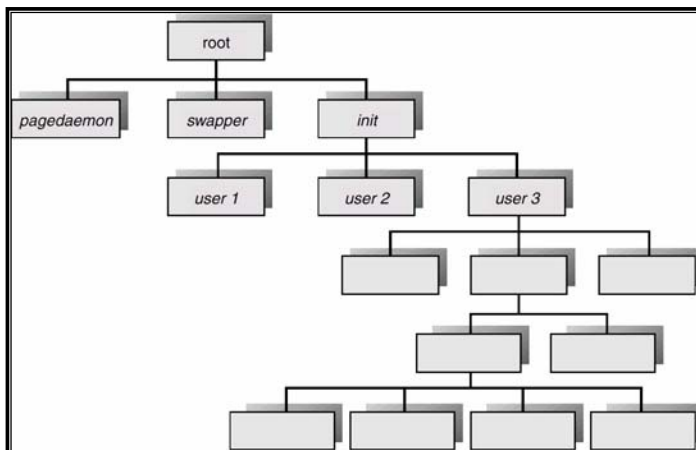 root
pagedaemon
swapper
init
user 1
user 2
user 3